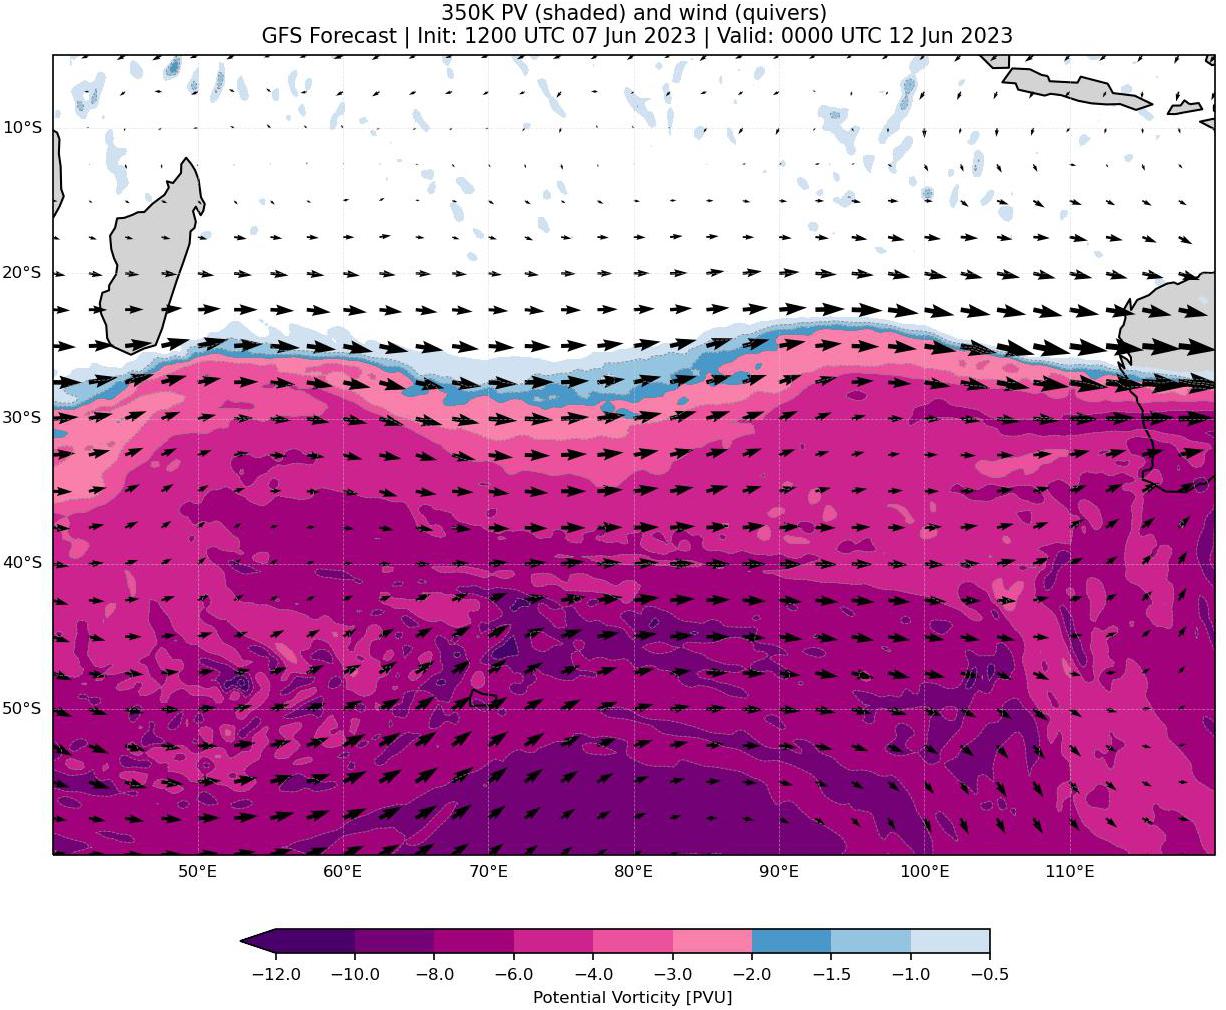 350K PV (shaded) and wind (quivers)
GFS Forecast | Init: 1200 UTC 07 Jun 2023 | Valid: 0000 UTC 12 Jun 2023
10°S
20°S
30°S
40°S
50°S
50°E 60°E 70°E 80°E 90°E 100°E 110°E
−12.0 −10.0 −8.0 −6.0 −4.0 −3.0 −2.0 −1.5 −1.0 −0.5
Potential Vorticity [PVU]